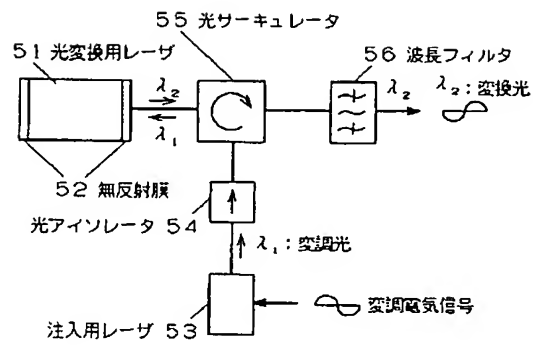 55 光サーキュレータ
51 光変換用レーザ
56 波長フィルタ
λ₂
λ₁
λ₂
λ₂:変換光
52 無反射膜
光アイソレータ 54
λ₁:変調光
変調電気信号
注入用レーザ 53